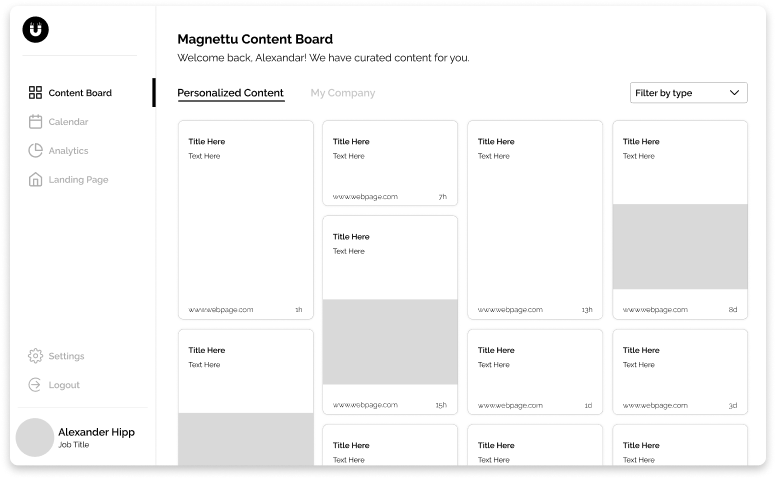 Magnettu Content Board
Welcome back, Alexandar! We have curated content for you.
Content Board
Calendar
Analytics
Landing Page
Settings
Logout
Alexander Hipp
Job Title
Personalized Content
My Company
Filter by type
Title Here
Text Here
www.webpage.com
1h
Title Here
Text Here
Title Here
Text Here
www.webpage.com
7h
Title Here
Text Here
www.webpage.com
15h
Title Here
Text Here
Title Here
Text Here
www.webpage.com
13h
Title Here
Text Here
www.webpage.com
1d
Title Here
Text Here
Title Here
Text Here
www.webpage.com
8d
Title Here
Text Here
www.webpage.com
3d
Title Here
Text Here